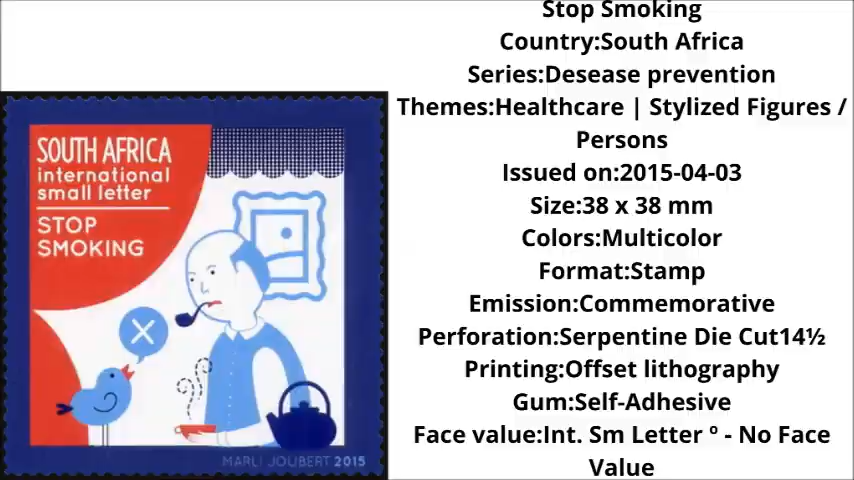 SOUTH AFRICA
international
small letter
STOP
SMOKING
X
MARLI JOUBERT 2015
Stop Smoking
Country:South Africa
Series:Desease prevention
Themes:Healthcare | Stylized Figures /
Persons
Issued on:2015-04-03
Size:38 x 38 mm
Colors:Multicolor
Format:Stamp
Emission:Commemorative
Perforation:Serpentine Die Cut14½
Printing:Offset lithography
Gum:Self-Adhesive
Face value:Int. Sm Letter º - No Face
Value